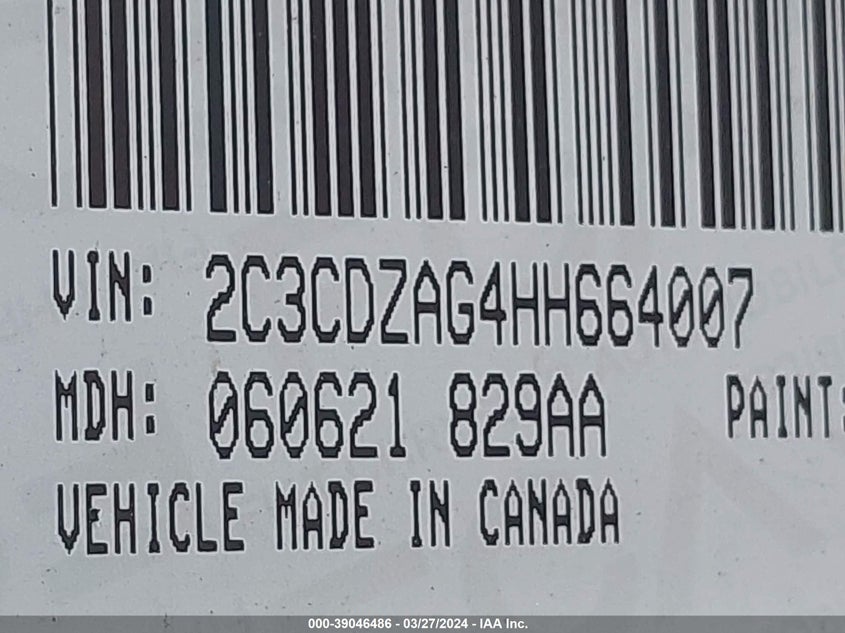 VIN: 2C3CDZAG4HH664007
MDH: 060621 829AA PAINT:
VEHICLE MADE IN CANADA
000-39046486 - 03/27/2024 - IAA Inc.